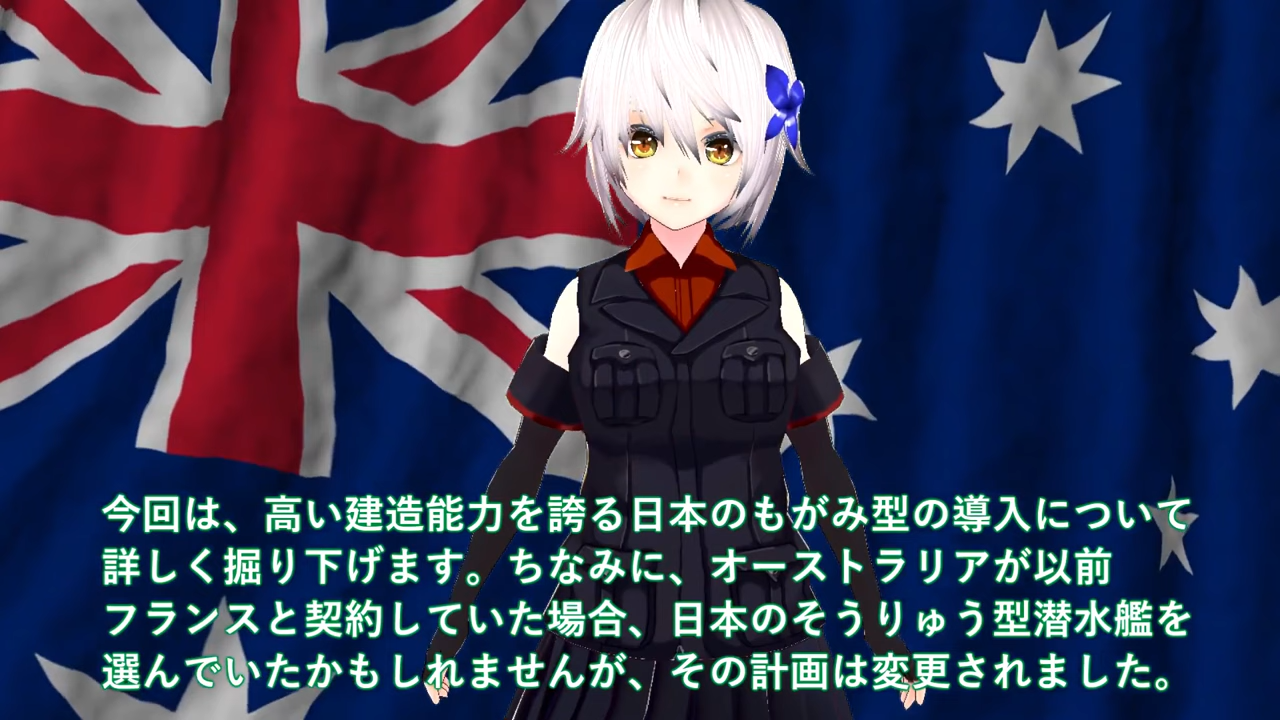 今回は、高い建造能力を誇る日本のもがみ型の導入について
詳しく掘り下げます。ちなみに、オーストラリアが以前
フランスと契約していた場合、日本のそうりゅう型潜水艦を
選んでいたかもしれませんが、その計画は変更されました。